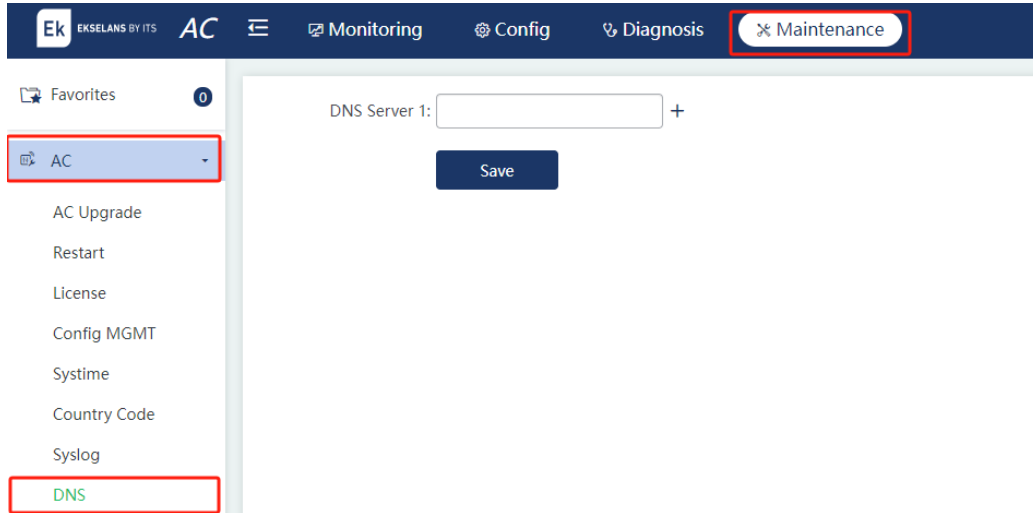 Ek EKSELANS BY ITS AC Monitoring Config Diagnosis Maintenance
Favorites 0
DNS Server 1: +
AC
Save
AC Upgrade
Restart
License
Config MGMT
Systime
Country Code
Syslog
DNS